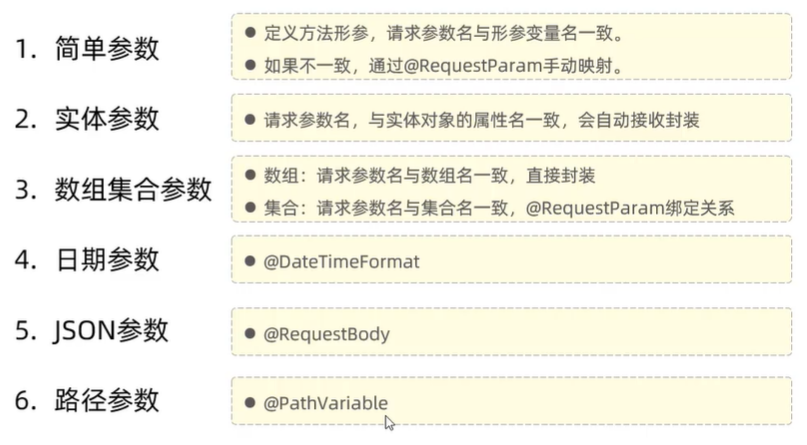 1. 简单参数
● 定义方法形参，请求参数名与形参变量名一致。
● 如果不一致，通过@RequestParam手动映射。
2. 实体参数
● 请求参数名，与实体对象的属性名一致，会自动接收封装
3. 数组集合参数
● 数组：请求参数名与数组名一致，直接封装
● 集合：请求参数名与集合名一致，@RequestParam绑定关系
4. 日期参数
● @DateTimeFormat
5. JSON参数
● @RequestBody
6. 路径参数
● @PathVariable